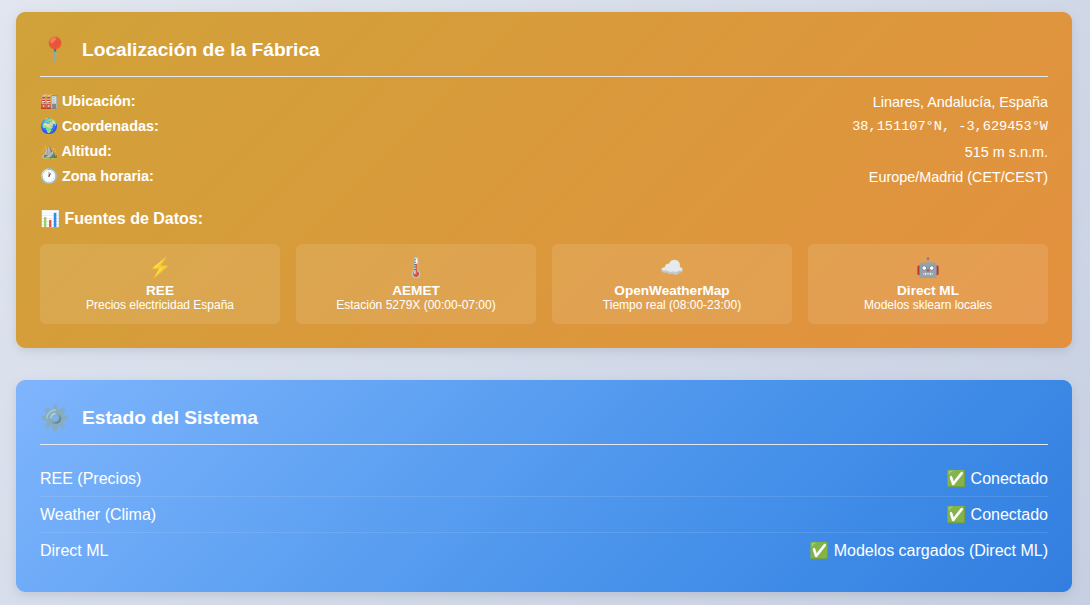 📍 Localización de la Fábrica
🏭 Ubicación: Linares, Andalucía, España
🌍 Coordenadas: 38,151107°N, -3,629453°W
⛰️ Altitud: 515 m s.n.m.
🕐 Zona horaria: Europe/Madrid (CET/CEST)
📊 Fuentes de Datos:
⚡
REE
Precios electricidad España
🌡️
AEMET
Estación 5279X (00:00-07:00)
☁️
OpenWeatherMap
Tiempo real (08:00-23:00)
🤖
Direct ML
Modelos sklearn locales
⚙️ Estado del Sistema
REE (Precios) ✅ Conectado
Weather (Clima) ✅ Conectado
Direct ML ✅ Modelos cargados (Direct ML)